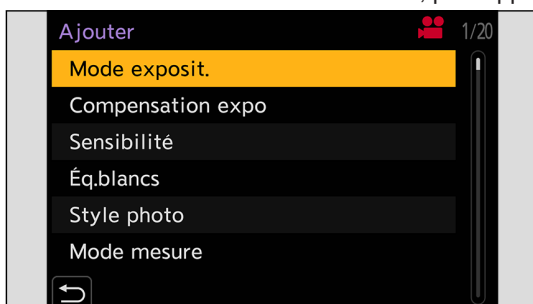 Ajouter 1/20
Mode exposit.
Compensation expo
Sensibilité
Éq.blancs
Style photo
Mode mesure